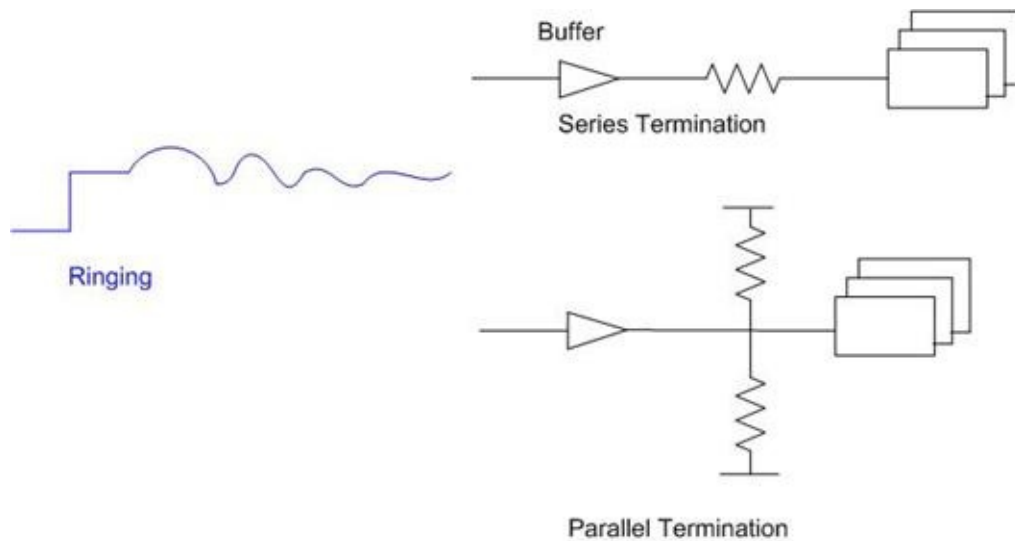 Buffer
Series Termination
Ringing
Parallel Termination